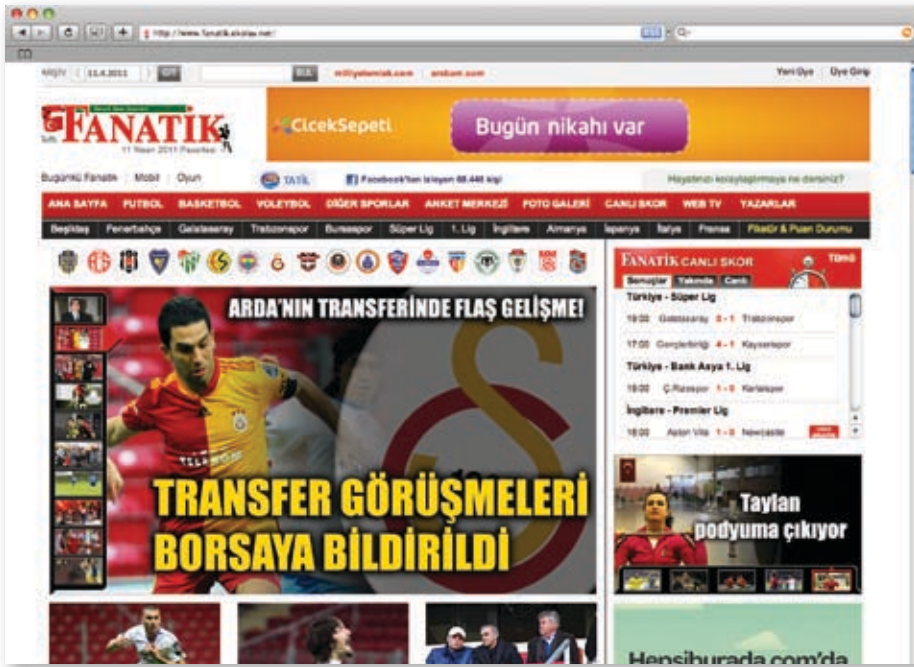 http://www.fanatik.ekolay.net/
RSS
11.4.2011
GİT
BUL
milliyetemlak.com
arabam.com
Yeni Üye
Üye Girişi
FANATİK
11 Nisan 2011 Pazartesi
ÇiçekSepeti
Bugün nikahı var
Bugünkü Fanatik
Mobil
Oyun
TATİL
Facebook'tan izleyen 68.446 kişi
Hayatınızı kolaylaştırmaya ne dersiniz?
ANA SAYFA FUTBOL BASKETBOL VOLEYBOL DİĞER SPORLAR ANKET MERKEZİ FOTO GALERİ CANLI SKOR WEB TV YAZARLAR
Beşiktaş Fenerbahçe Galatasaray Trabzonspor Bursaspor Süper Lig 1. Lig İngiltere Almanya İspanya İtalya Fransa Fikstür & Puan Durumu
FANATİK CANLI SKOR
TÜMÜ
Sonuçlar Yakında Canlı
Türkiye - Süper Lig
19:00 Galatasaray 0 - 1 Trabzonspor
17:00 Gençlerbirliği 4 - 1 Kayserispor
Türkiye - Bank Asya 1. Lig
19:00 Ç.Rizespor 1 - 0 Kartalspor
İngiltere - Premier Lig
18:00 Aston Villa 1 - 0 Newcastle
ARDA'NIN TRANSFERİNDE FLAŞ GELİŞME!
TRANSFER GÖRÜŞMELERİ
BORSAYA BİLDİRİLDİ
Taylan
podyuma çıkıyor
Hepsiburada.com'da